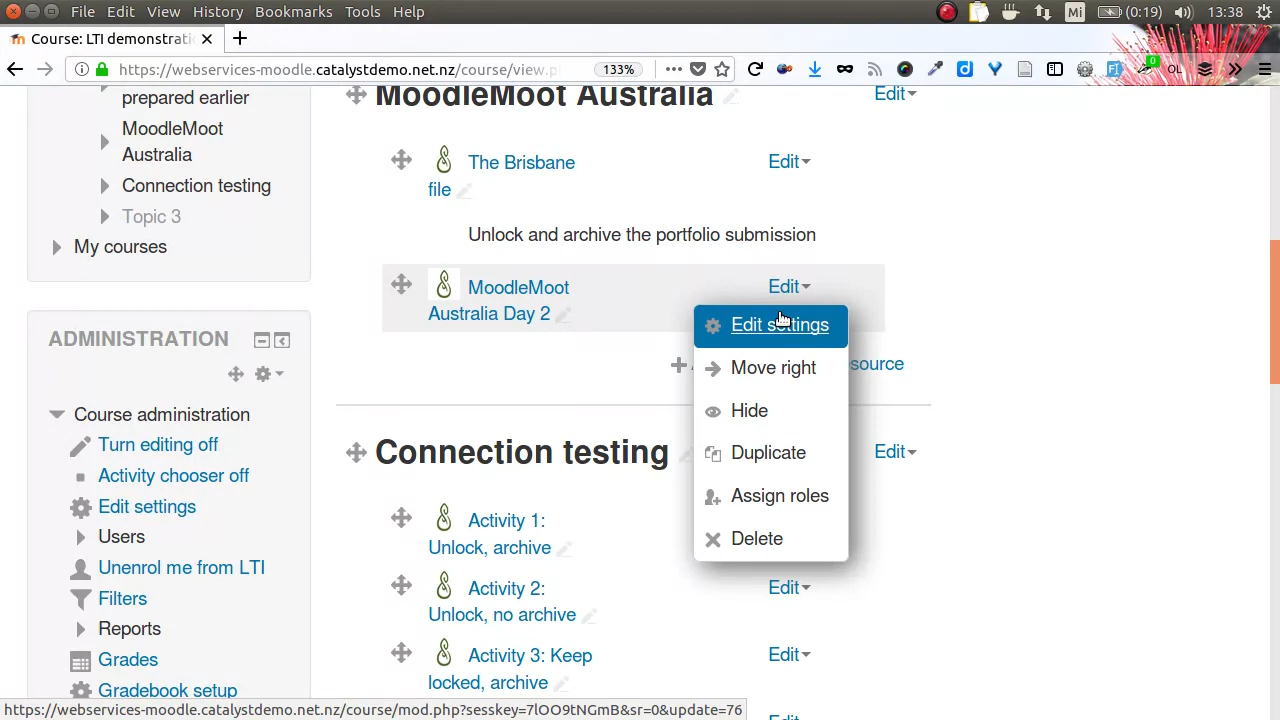 File Edit View History Bookmarks Tools Help
Mi (0:19) 13:38
Course: LTI demonstrati
https://webservices-moodle.catalystdemo.net.nz/course/view.p 133% 0 OL
prepared earlier
MoodleMoot
Australia
Connection testing
Topic 3
My courses
ADMINISTRATION
Course administration
Turn editing off
Activity chooser off
Edit settings
Users
Unenrol me from LTI
Filters
Reports
Grades
Gradebook setup
MoodleMoot Australia
Edit
The Brisbane
file
Edit
Unlock and archive the portfolio submission
MoodleMoot
Australia Day 2
Edit
Edit settings
Move right
Hide
Duplicate
Assign roles
Delete
source
Connection testing
Edit
Activity 1:
Unlock, archive
Activity 2:
Unlock, no archive
Edit
Activity 3: Keep
locked, archive
Edit
https://webservices-moodle.catalystdemo.net.nz/course/mod.php?sesskey=7lOO9tNGmB&sr=0&update=76